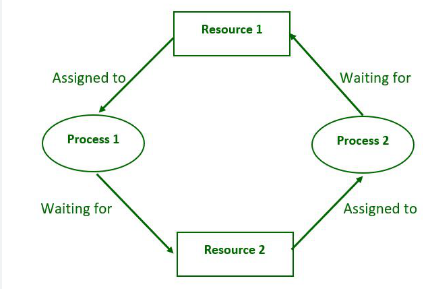 Resource 1
Assigned to
Waiting for
Process 1
Process 2
Waiting for
Assigned to
Resource 2